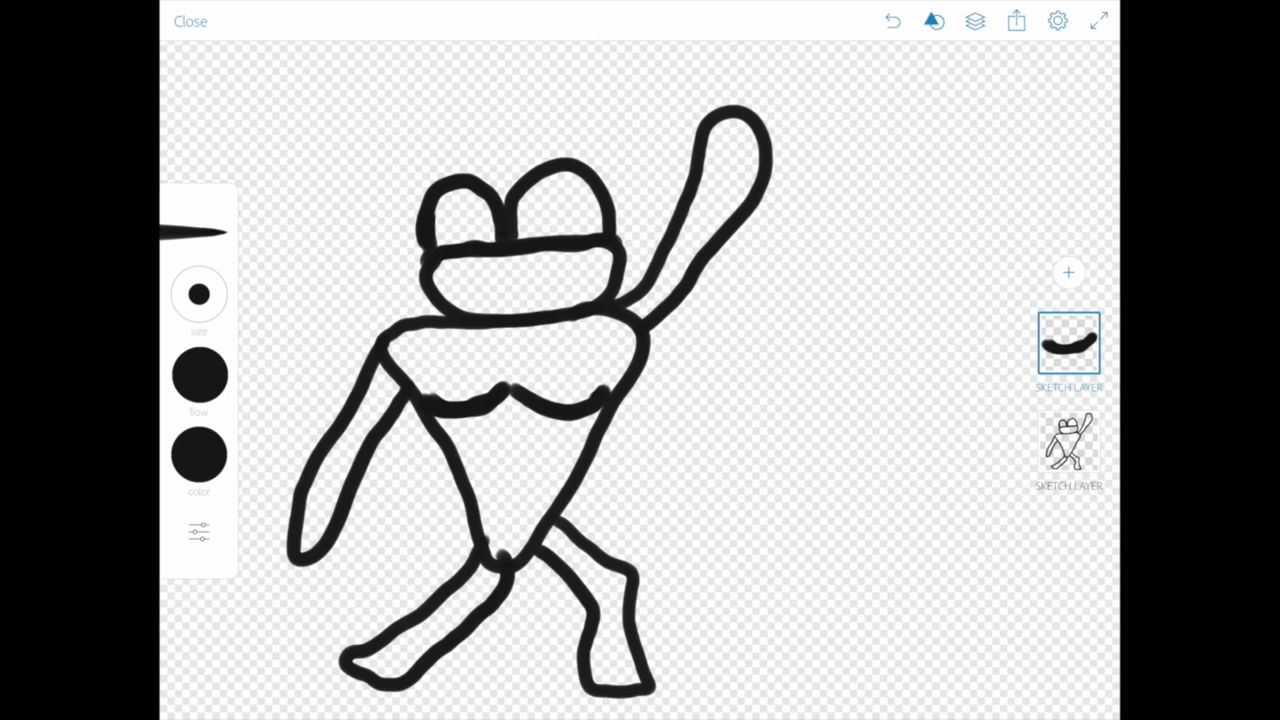 Close
size
flow
color
SKETCH LAYER
SKETCH LAYER